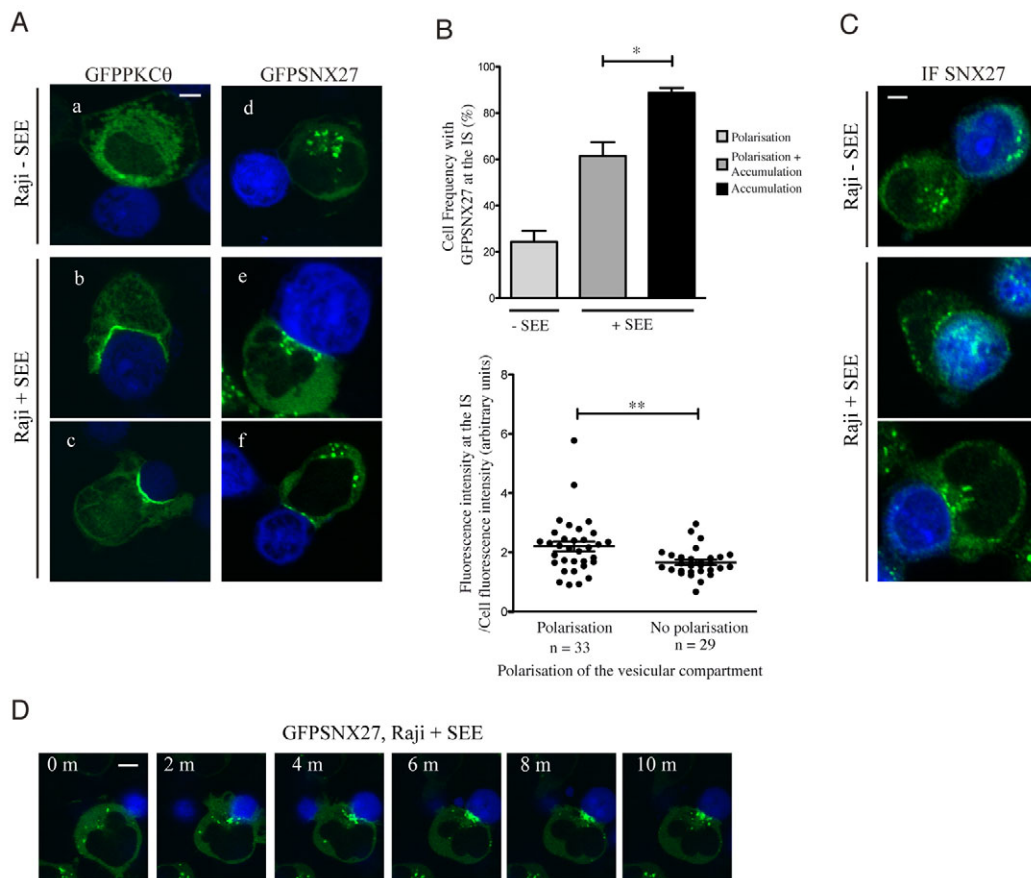 A
GFPPKCθ
GFPSNX27
Raji - SEE
a
d
Raji + SEE
b
e
c
f
B
*
Cell Frequency with
GFPSNX27 at the IS (%)
100
80
60
40
20
0
- SEE
+ SEE
Polarisation
Polarisation +
Accumulation
Accumulation
**
Fluorescence intensity at the IS
/Cell fluorescence intensity (arbitrary units)
8
6
4
2
0
Polarisation
n = 33
No polarisation
n = 29
Polarisation of the vesicular compartment
C
IF SNX27
Raji - SEE
Raji + SEE
D
GFPSNX27, Raji + SEE
0 m
2 m
4 m
6 m
8 m
10 m